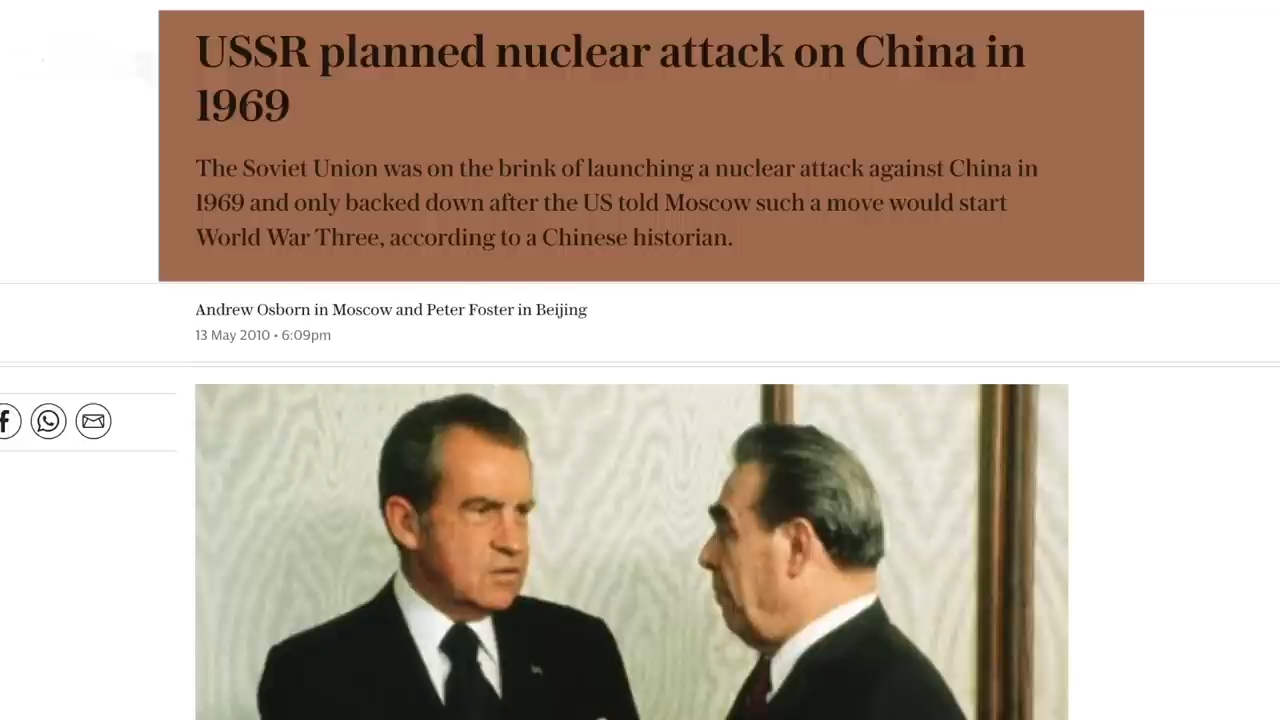 USSR planned nuclear attack on China in
1969
The Soviet Union was on the brink of launching a nuclear attack against China in
1969 and only backed down after the US told Moscow such a move would start
World War Three, according to a Chinese historian.
Andrew Osborn in Moscow and Peter Foster in Beijing
13 May 2010 • 6:09pm